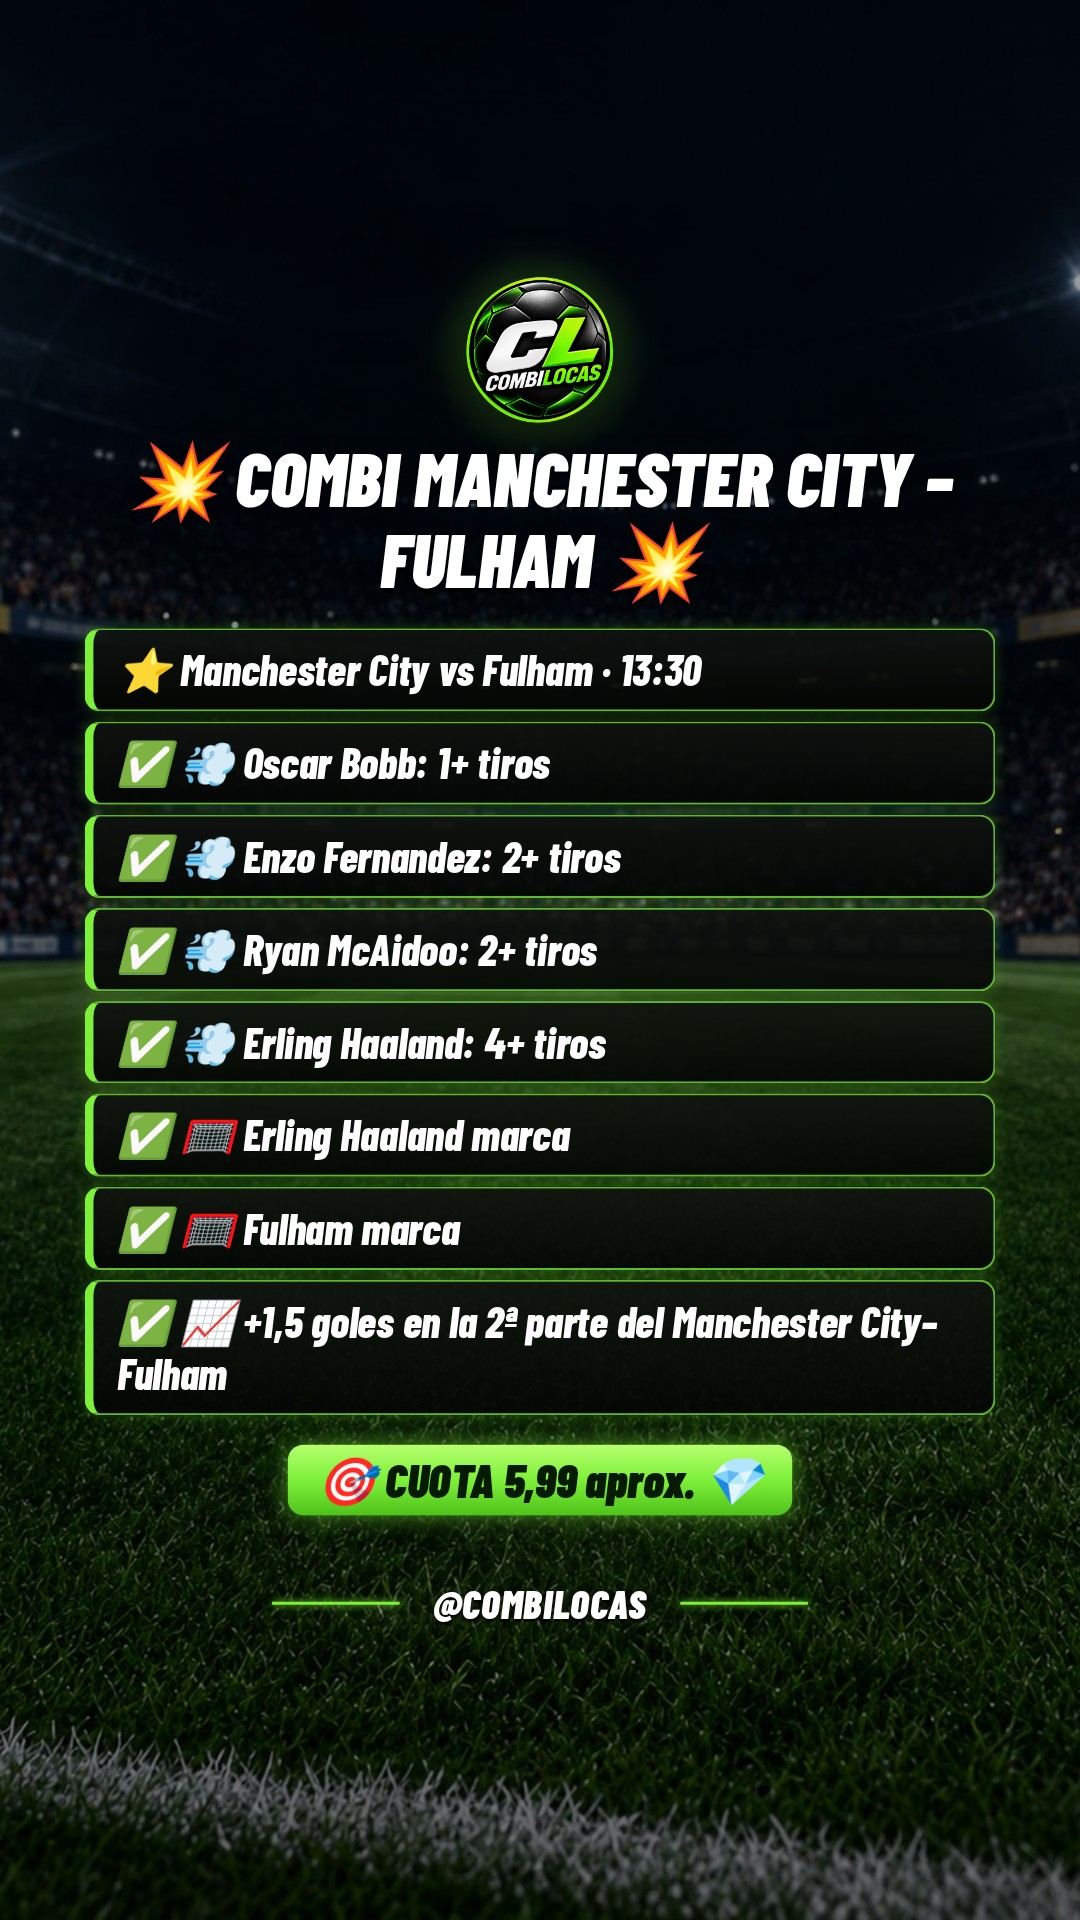 CL
COMBILOCAS
💥 COMBI MANCHESTER CITY -
FULHAM 💥
⭐ Manchester City vs Fulham · 13:30
✅ 💨 Oscar Bobb: 1+ tiros
✅ 💨 Enzo Fernandez: 2+ tiros
✅ 💨 Ryan McAidoo: 2+ tiros
✅ 💨 Erling Haaland: 4+ tiros
✅ 🥅 Erling Haaland marca
✅ 🥅 Fulham marca
✅ 📈 +1,5 goles en la 2ª parte del Manchester City-
Fulham
🎯 CUOTA 5,99 aprox. 💎
@COMBILOCAS